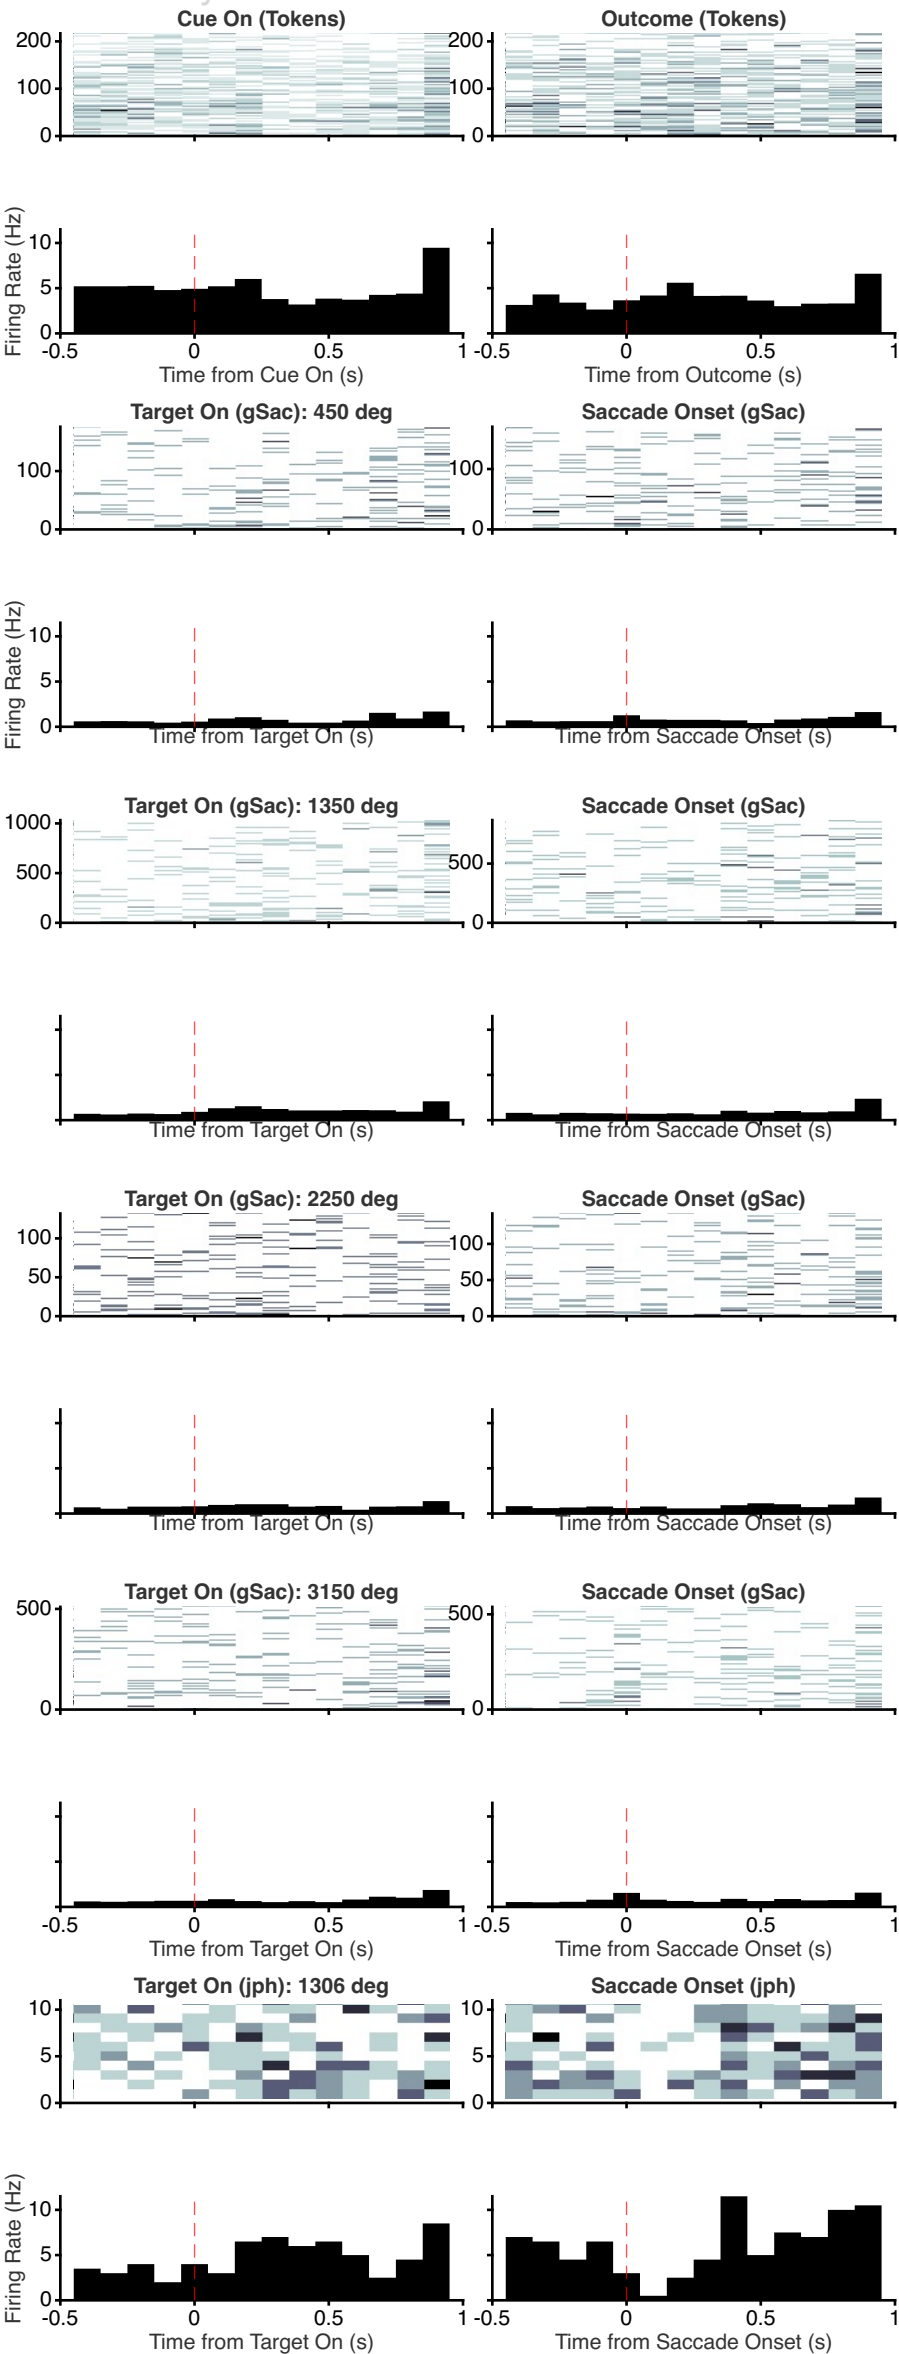 Cue On (Tokens) Outcome (Tokens)
200 200
100 100
0 0
Firing Rate (Hz)
10
5
0
-0.5 0 0.5 1 -0.5 0 0.5 1
Time from Cue On (s) Time from Outcome (s)
Target On (gSac): 450 deg Saccade Onset (gSac)
100 100
0 0
Firing Rate (Hz)
10
5
0
Time from Target On (s) Time from Saccade Onset (s)
Target On (gSac): 1350 deg Saccade Onset (gSac)
1000
500 500
0 0
Time from Target On (s) Time from Saccade Onset (s)
Target On (gSac): 2250 deg Saccade Onset (gSac)
100 100
50 50
0 0
Time from Target On (s) Time from Saccade Onset (s)
Target On (gSac): 3150 deg Saccade Onset (gSac)
500 500
0 0
-0.5 0 0.5 1 -0.5 0 0.5 1
Time from Target On (s) Time from Saccade Onset (s)
Target On (jph): 1306 deg Saccade Onset (jph)
10 10
5 5
0 0
Firing Rate (Hz)
10
5
0
-0.5 0 0.5 1 -0.5 0 0.5 1
Time from Target On (s) Time from Saccade Onset (s)